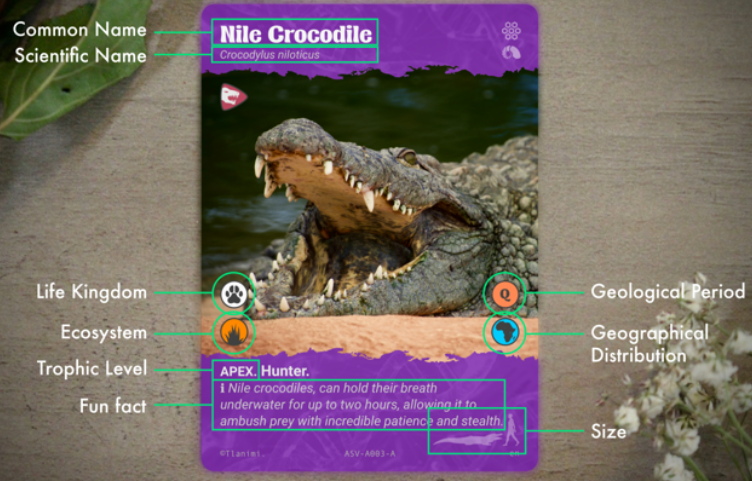 Common Name
Scientific Name
Nile Crocodile
Crocodylus niloticus
Life Kingdom
Ecosystem
Trophic Level
Fun fact
Q
Geological Period
Geographical
Distribution
APEX. Hunter.
Nile crocodiles, can hold their breath
underwater for up to two hours, allowing it to
ambush prey with incredible patience and stealth.
Size
©Tlanimi.
ASV-A003-A